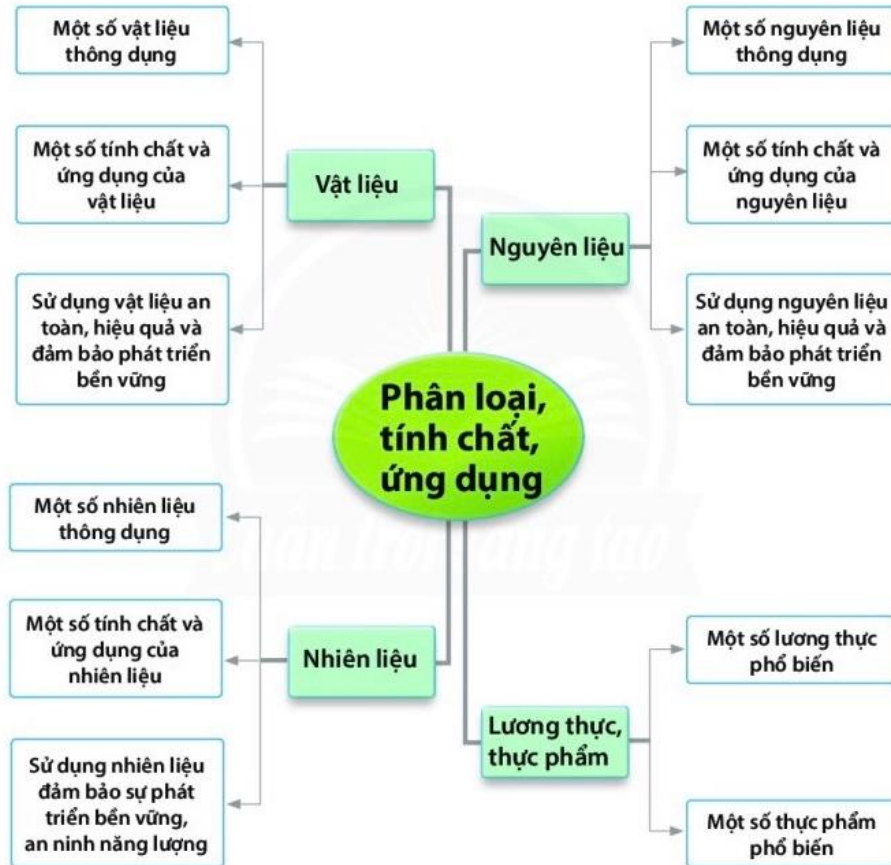 Một số vật liệu
thông dụng
Một số tính chất và
ứng dụng của
vật liệu
Sử dụng vật liệu an
toàn, hiệu quả và
đảm bảo phát triển
bền vững
Vật liệu
Một số nguyên liệu
thông dụng
Một số tính chất và
ứng dụng của
nguyên liệu
Sử dụng nguyên liệu
an toàn, hiệu quả và
đảm bảo phát triển
bền vững
Nguyên liệu
Phân loại,
tính chất,
ứng dụng
Một số nhiên liệu
thông dụng
Một số tính chất và
ứng dụng của
nhiên liệu
Sử dụng nhiên liệu
đảm bảo sự phát
triển bền vững,
an ninh năng lượng
Nhiên liệu
Lương thực,
thực phẩm
Một số lương thực
phổ biến
Một số thực phẩm
phổ biến